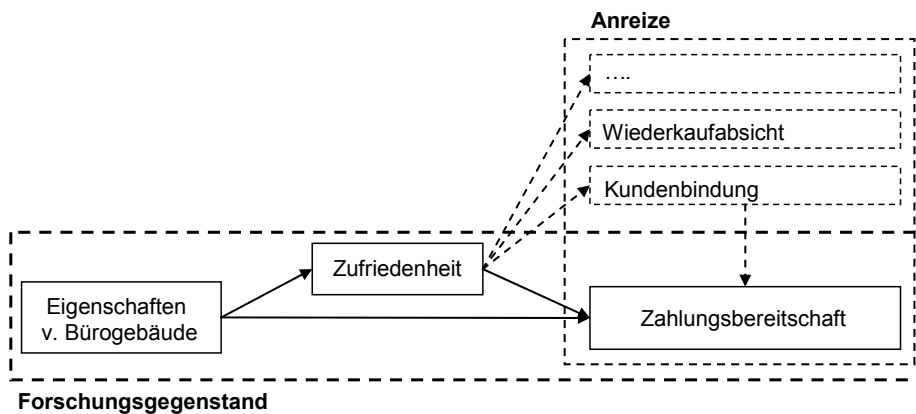 Anreize
….
Wiederkaufabsicht
Kundenbindung
Zufriedenheit
Eigenschaften
v. Bürogebäude
Zahlungsbereitschaft
Forschungsgegenstand